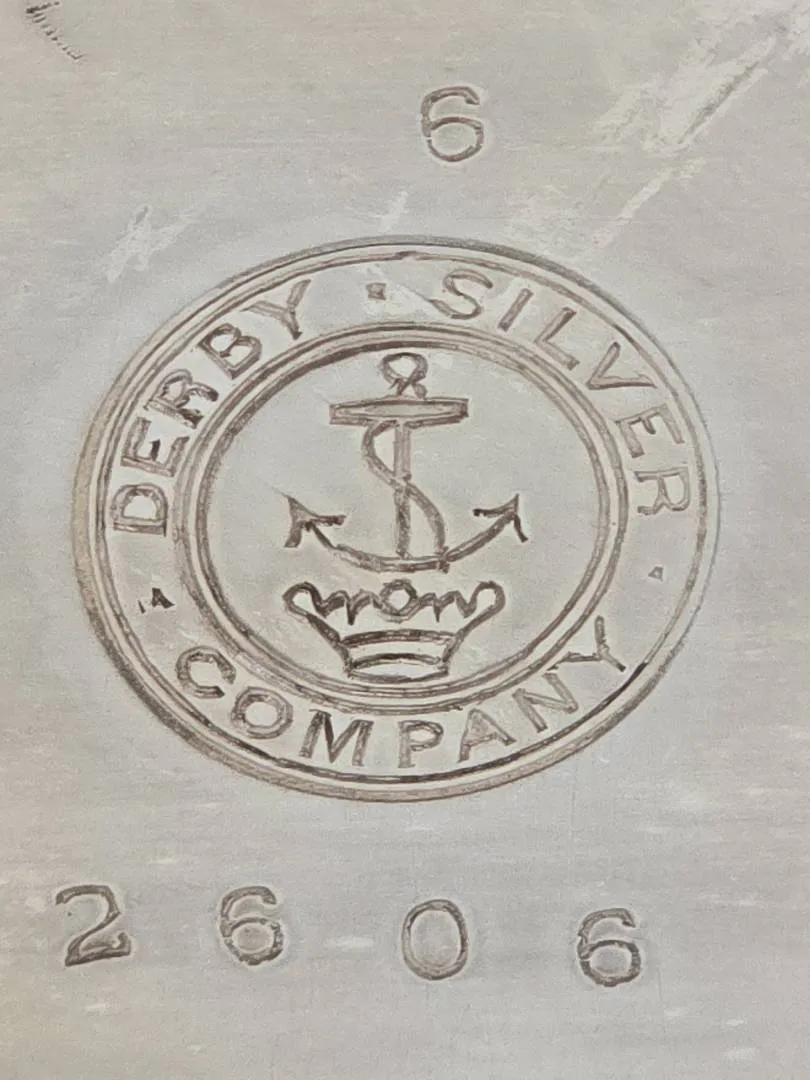 6
DERBY · SILVER ·
COMPANY ·
2606